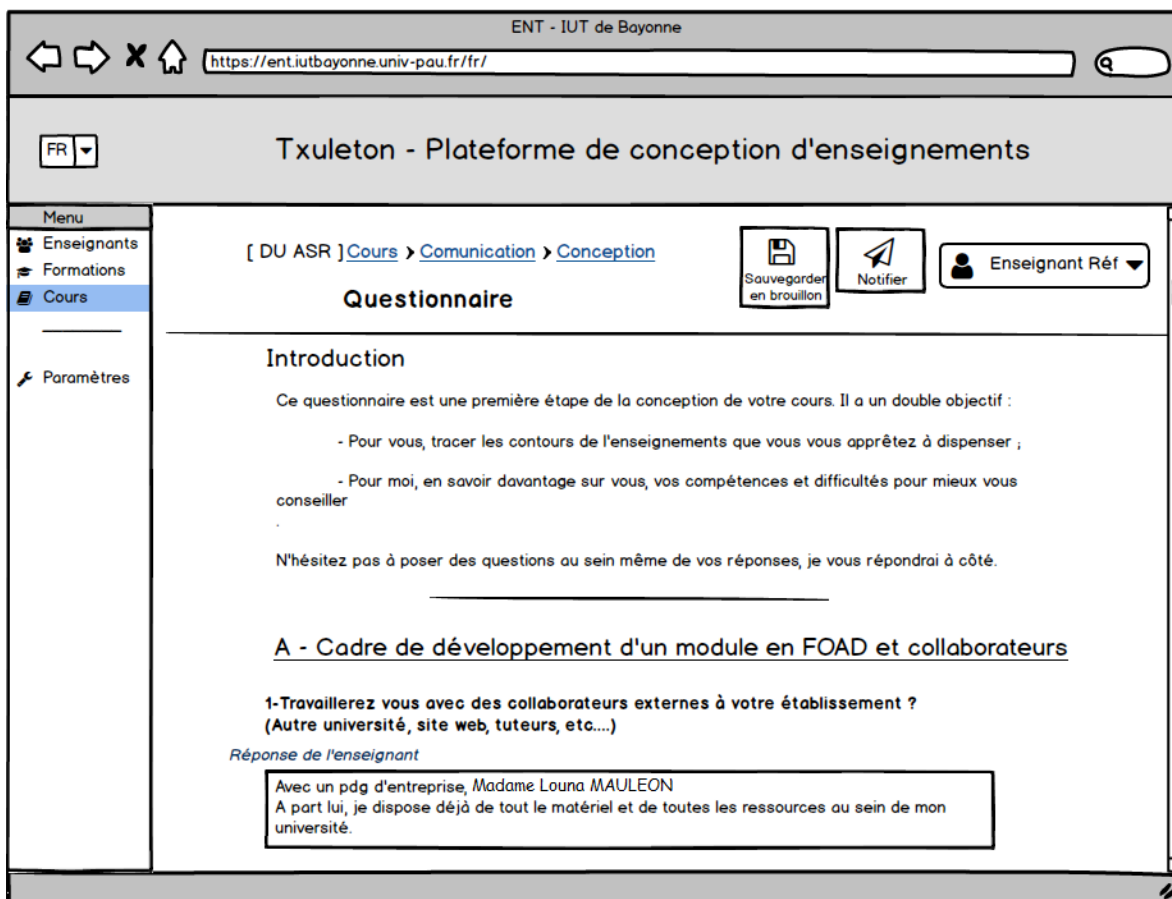 ENT - IUT de Bayonne
https://ent.iutbayonne.univ-pau.fr/fr/
FR
Txuleton - Plateforme de conception d'enseignements
Menu
Enseignants
Formations
Cours
Paramètres
[ DU ASR ] Cours > Comunication > Conception
Sauvegarder
en brouillon
Notifier
Enseignant Réf
Questionnaire
Introduction
Ce questionnaire est une première étape de la conception de votre cours. Il a un double objectif :
- Pour vous, tracer les contours de l'enseignements que vous vous apprêtez à dispenser ;
- Pour moi, en savoir davantage sur vous, vos compétences et difficultés pour mieux vous
conseiller
.
N'hésitez pas à poser des questions au sein même de vos réponses, je vous répondrai à côté.
A - Cadre de développement d'un module en FOAD et collaborateurs
1-Travaillerez vous avec des collaborateurs externes à votre établissement ?
(Autre université, site web, tuteurs, etc....)
Réponse de l'enseignant
Avec un pdg d'entreprise, Madame Louna MAULEON
A part lui, je dispose déjà de tout le matériel et de toutes les ressources au sein de mon
université.